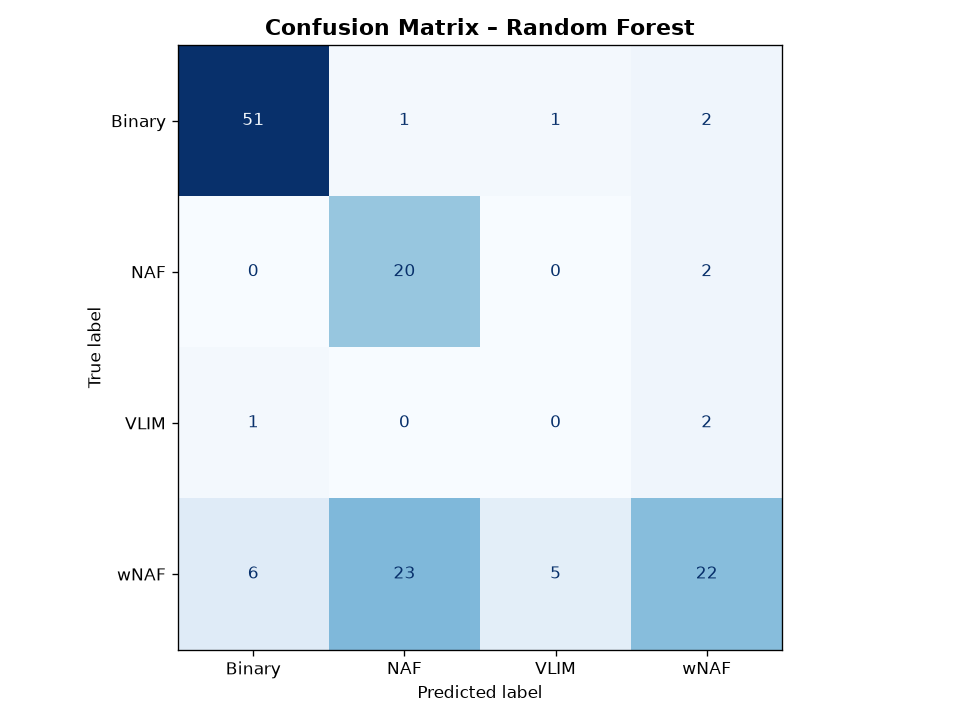 Confusion Matrix – Random Forest
True label
Binary 51 1 1 2
NAF 0 20 0 2
VLIM 1 0 0 2
wNAF 6 23 5 22
Binary NAF VLIM wNAF
Predicted label